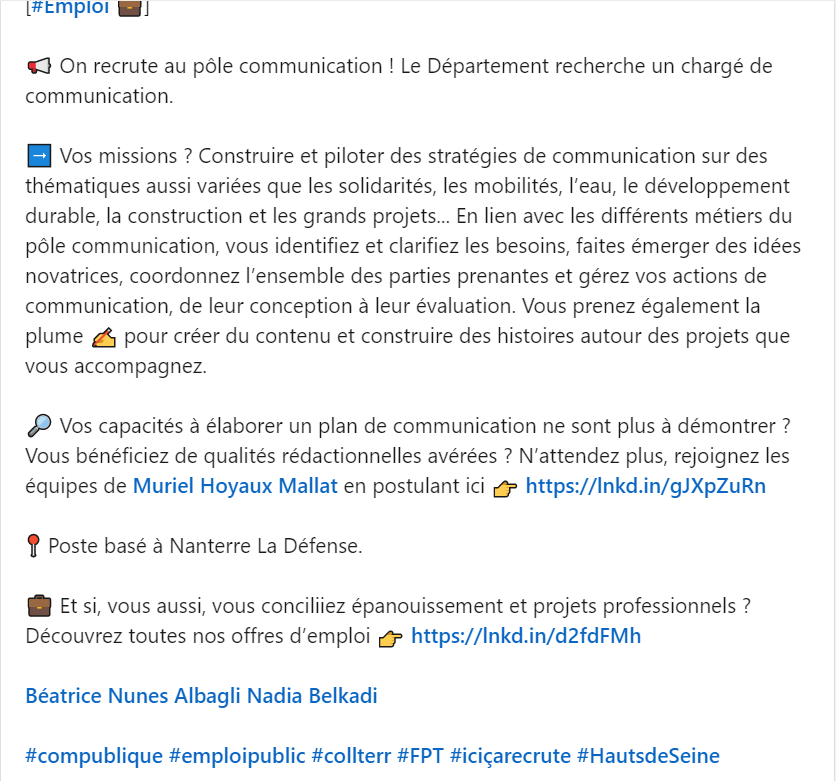 [#Emploi 💼]
📢 On recrute au pôle communication ! Le Département recherche un chargé de
communication.
➡️ Vos missions ? Construire et piloter des stratégies de communication sur des
thématiques aussi variées que les solidarités, les mobilités, l’eau, le développement
durable, la construction et les grands projets... En lien avec les différents métiers du
pôle communication, vous identifiez et clarifiez les besoins, faites émerger des idées
novatrices, coordonnez l’ensemble des parties prenantes et gérez vos actions de
communication, de leur conception à leur évaluation. Vous prenez également la
plume ✍️ pour créer du contenu et construire des histoires autour des projets que
vous accompagnez.
🔎 Vos capacités à élaborer un plan de communication ne sont plus à démontrer ?
Vous bénéficiez de qualités rédactionnelles avérées ? N’attendez plus, rejoignez les
équipes de Muriel Hoyaux Mallat en postulant ici 👉 https://lnkd.in/gJXpZuRn
📍 Poste basé à Nanterre La Défense.
💼 Et si, vous aussi, vous conciliiez épanouissement et projets professionnels ?
Découvrez toutes nos offres d’emploi 👉 https://lnkd.in/d2fdFMh
Béatrice Nunes Albagli Nadia Belkadi
#compublique #emploipublic #collterr #FPT #iciçarecrute #HautsdeSeine